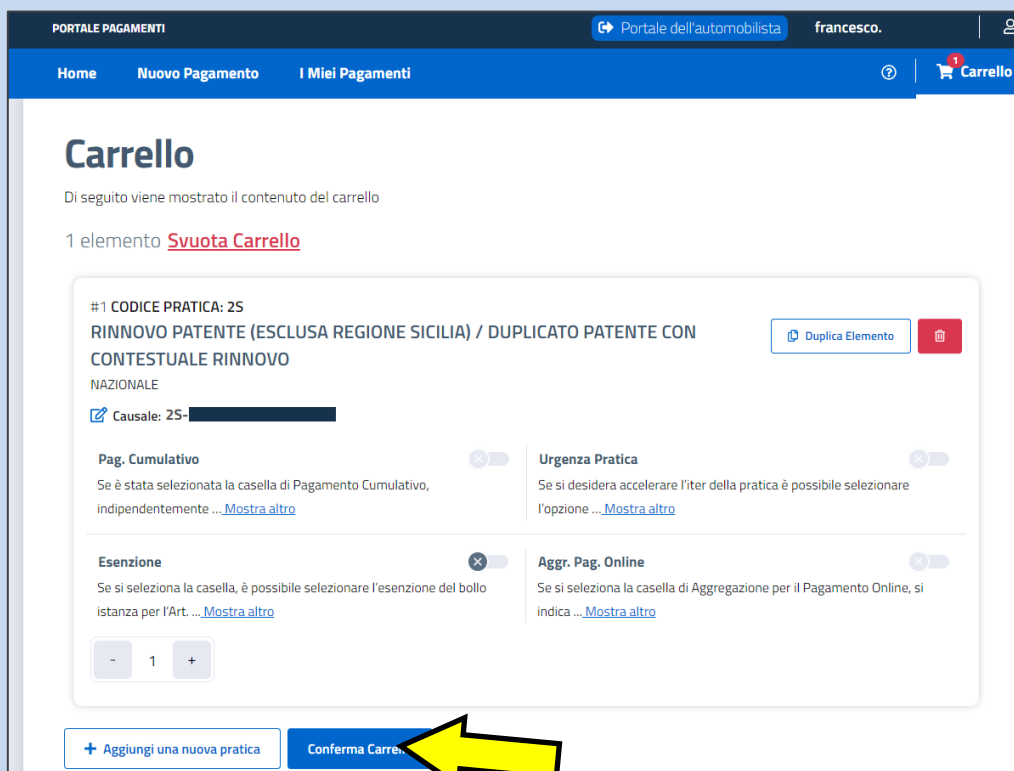 PORTALE PAGAMENTI
Portale dell'automobilista
francesco.
Home
Nuovo Pagamento
I Miei Pagamenti
1
Carrello
Carrello
Di seguito viene mostrato il contenuto del carrello
1 elemento Svuota Carrello
#1 CODICE PRATICA: 2S
RINNOVO PATENTE (ESCLUSA REGIONE SICILIA) / DUPLICATO PATENTE CON
CONTESTUALE RINNOVO
NAZIONALE
Duplica Elemento
Causale: 2S-
Pag. Cumulativo
Se è stata selezionata la casella di Pagamento Cumulativo,
indipendentemente ... Mostra altro
Urgenza Pratica
Se si desidera accelerare l'iter della pratica è possibile selezionare
l'opzione ... Mostra altro
Esenzione
Se si seleziona la casella, è possibile selezionare l'esenzione del bollo
istanza per l'Art. ... Mostra altro
Aggr. Pag. Online
Se si seleziona la casella di Aggregazione per il Pagamento Online, si
indica ... Mostra altro
- 1 +
+ Aggiungi una nuova pratica
Conferma